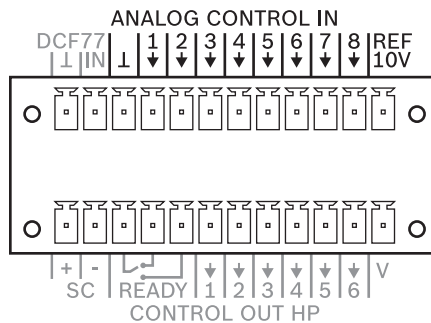 ANALOG CONTROL IN
DCF77 1 2 3 4 5 6 7 8 REF
⊥ IN ⊥ 10V
+ - 1 2 3 4 5 6 V
SC READY
CONTROL OUT HP